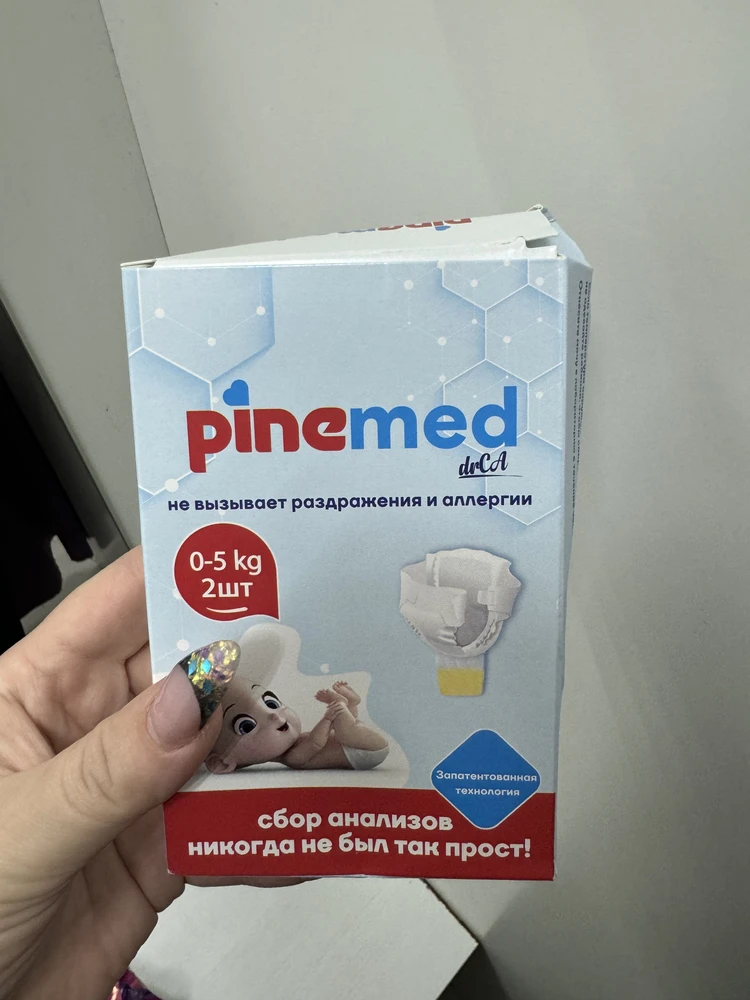 pinemed
pinemed
drCA
не вызывает раздражения и аллергии
0-5 kg
2шт
Запатентованная
технология
сбор анализов
никогда не был так прост!